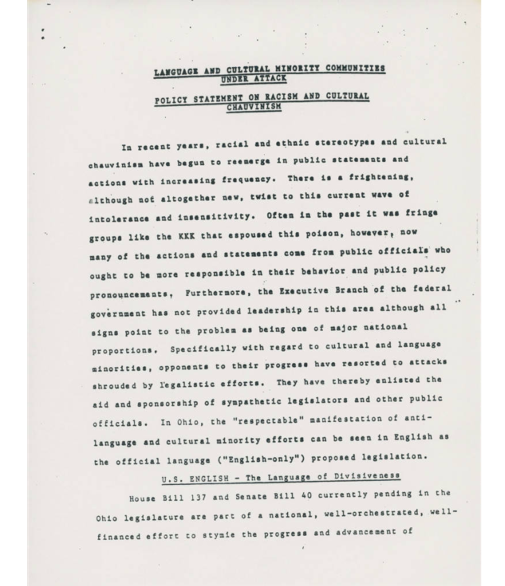 LANGUAGE AND CULTURAL MINORITY COMMUNITIES
UNDER ATTACK
POLICY STATEMENT ON RACISM AND CULTURAL
CHAUVINISM
In recent years, racial and ethnic stereotypes and cultural
chauvinism have begun to reemerge in public statements and
actions with increasing frequency. There is a frightening,
although not altogether new, twist to this current wave of
intolerance and insensitivity. Often in the past it was fringe
groups like the KKK that espoused this poison, however, now
many of the actions and statements come from public officials who
ought to be more responsible in their behavior and public policy
pronouncements. Furthermore, the Executive Branch of the federal
government has not provided leadership in this area although all
signs point to the problem as being one of major national
proportions. Specifically with regard to cultural and language
minorities, opponents to their progress have resorted to attacks
shrouded by legalistic efforts. They have thereby enlisted the
aid and sponsorship of sympathetic legislators and other public
officials. In Ohio, the "respectable" manifestation of anti-
language and cultural minority efforts can be seen in English as
the official language ("English-only") proposed legislation.
U.S. ENGLISH - The Language of Divisiveness
House Bill 137 and Senate Bill 40 currently pending in the
Ohio legislature are part of a national, well-orchestrated, well-
financed effort to stymie the progress and advancement of